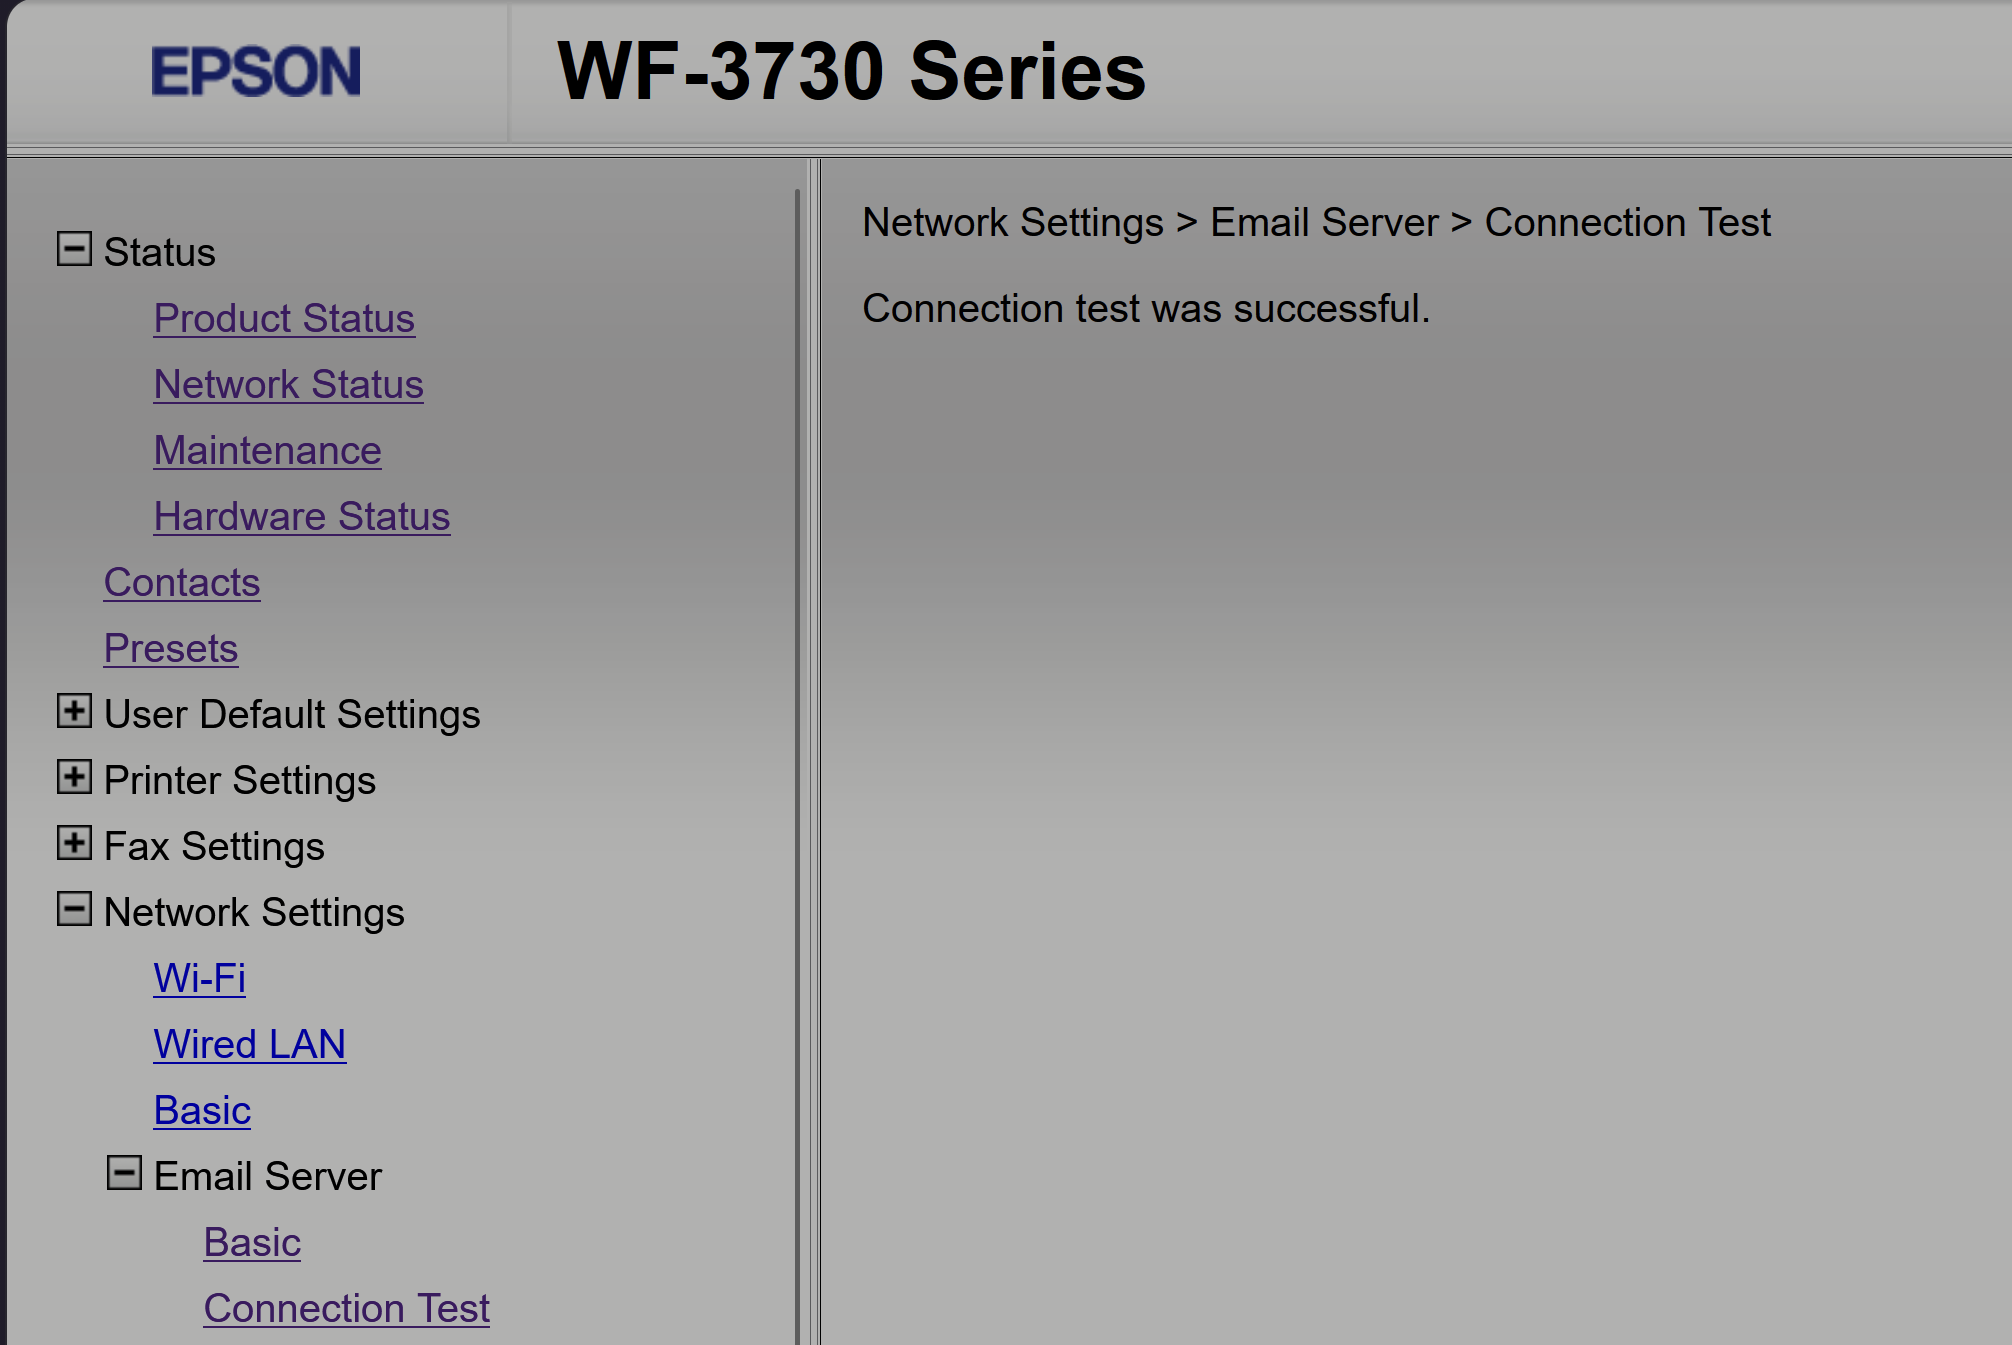 EPSON
WF-3730 Series
Status
Product Status
Network Status
Maintenance
Hardware Status
Contacts
Presets
User Default Settings
Printer Settings
Fax Settings
Network Settings
Wi-Fi
Wired LAN
Basic
Email Server
Basic
Connection Test
Network Settings > Email Server > Connection Test
Connection test was successful.